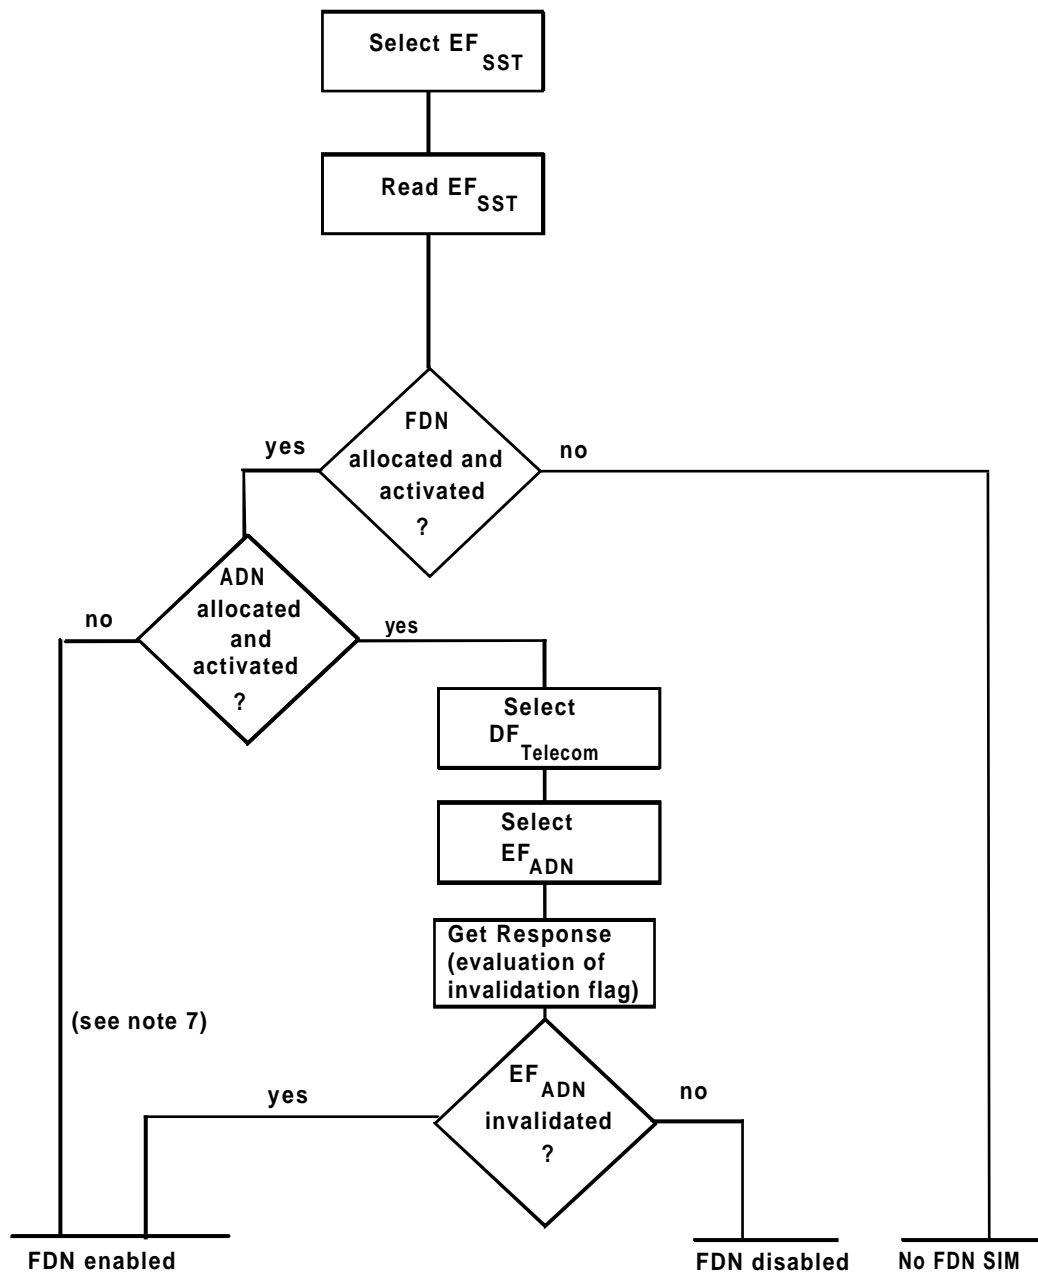 Select EF SST
Read EF SST
FDN
allocated and
activated
?
yes
no
ADN
allocated
and
activated
?
no
yes
Select
DF Telecom
Select
EF ADN
Get Response
(evaluation of
invalidation flag)
(see note 7)
EF ADN
invalidated
?
yes
no
FDN enabled
FDN disabled
No FDN SIM